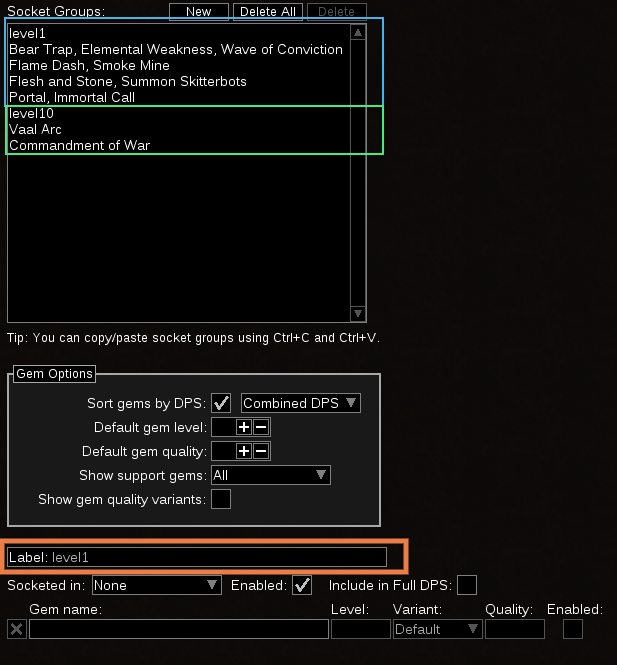 Socket Groups: New Delete All Delete
level1
Bear Trap, Elemental Weakness, Wave of Conviction
Flame Dash, Smoke Mine
Flesh and Stone, Summon Skitterbots
Portal, Immortal Call
level10
Vaal Arc
Commandment of War
Tip: You can copy/paste socket groups using Ctrl+C and Ctrl+V.
Gem Options
Sort gems by DPS: Combined DPS
Default gem level: + −
Default gem quality: + −
Show support gems: All
Show gem quality variants:
Label: level1
Socketed in: None Enabled: Include in Full DPS:
Gem name: Level: Variant: Quality: Enabled:
Default